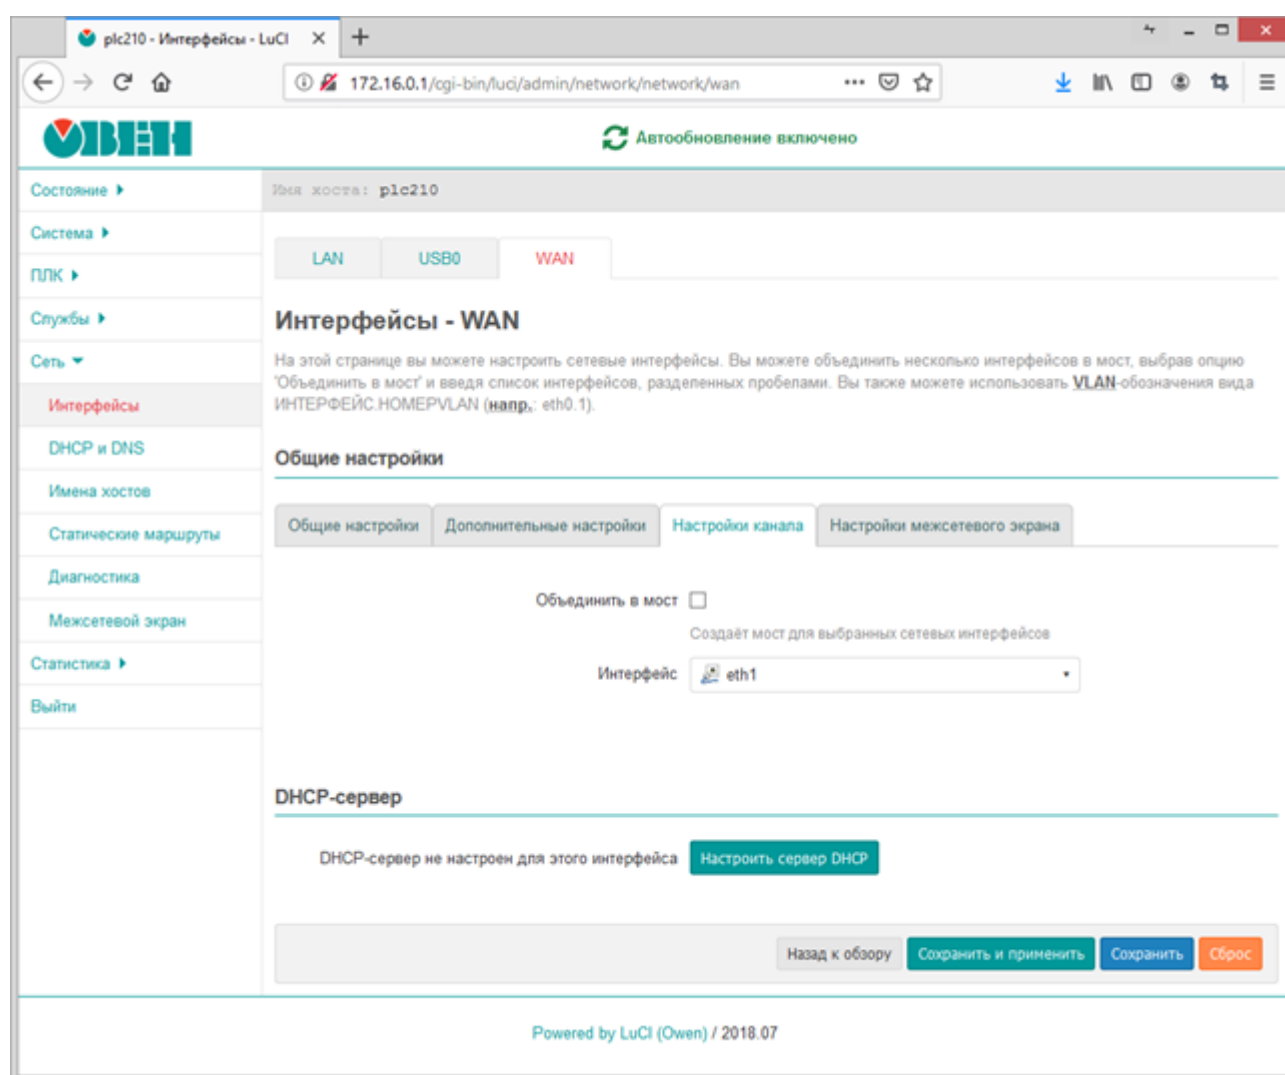 plc210 - Интерфейсы - LuCI
172.16.0.1/cgi-bin/luci/admin/network/network/wan
ОВЕН
Автообновление включено
Состояние
Имя хоста: plc210
Система
LAN USB0 WAN
ПЛК
Службы
Интерфейсы - WAN
Сеть
На этой странице вы можете настроить сетевые интерфейсы. Вы можете объединить несколько интерфейсов в мост, выбрав опцию
'Объединить в мост' и введя список интерфейсов, разделенных пробелами. Вы также можете использовать VLAN-обозначения вида
ИНТЕРФЕЙС.НОМЕРVLAN (напр.: eth0.1).
Интерфейсы
DHCP и DNS
Общие настройки
Имена хостов
Общие настройки Дополнительные настройки Настройки канала Настройки межсетевого экрана
Статические маршруты
Диагностика
Объединить в мост
Межсетевой экран
Создаёт мост для выбранных сетевых интерфейсов
Статистика
Интерфейс eth1
Выйти
DHCP-сервер
DHCP-сервер не настроен для этого интерфейса Настроить сервер DHCP
Назад к обзору Сохранить и применить Сохранить Сброс
Powered by LuCI (Owen) / 2018.07